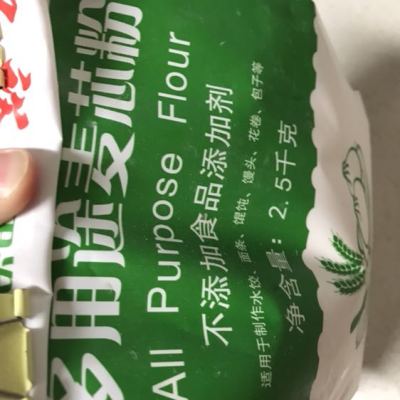 多用途麦芯粉
All Purpose Flour
不添加食品添加剂
适用于制作水饺、面条、馄饨、馒头、花卷、包子等
净含量：2.5千克